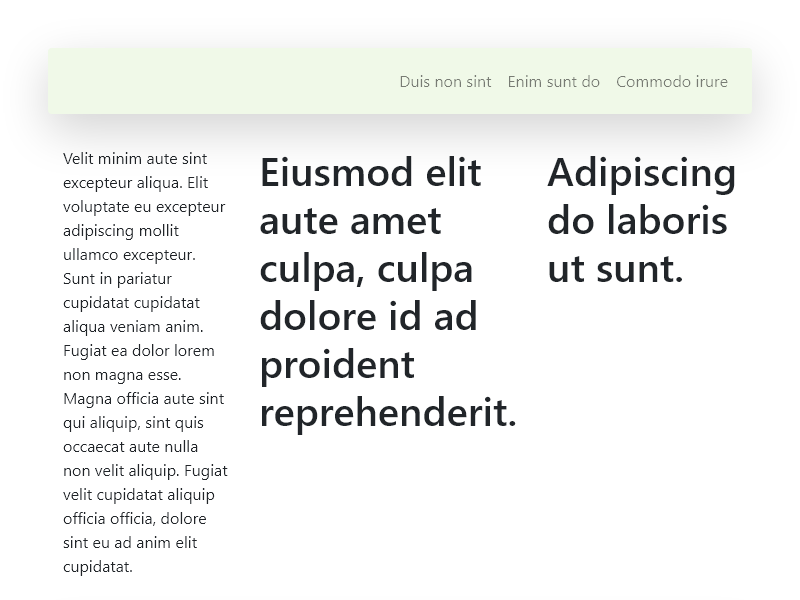 Duis non sint Enim sunt do Commodo irure
Velit minim aute sint
excepteur aliqua. Elit
voluptate eu excepteur
adipiscing mollit
ullamco excepteur.
Sunt in pariatur
cupidatat cupidatat
aliqua veniam anim.
Fugiat ea dolor lorem
non magna esse.
Magna officia aute sint
qui aliquip, sint quis
occaecat aute nulla
non velit aliquip. Fugiat
velit cupidatat aliquip
officia officia, dolore
sint eu ad anim elit
cupidatat.
Eiusmod elit
aute amet
culpa, culpa
dolore id ad
proident
reprehenderit.
Adipiscing
do laboris
ut sunt.